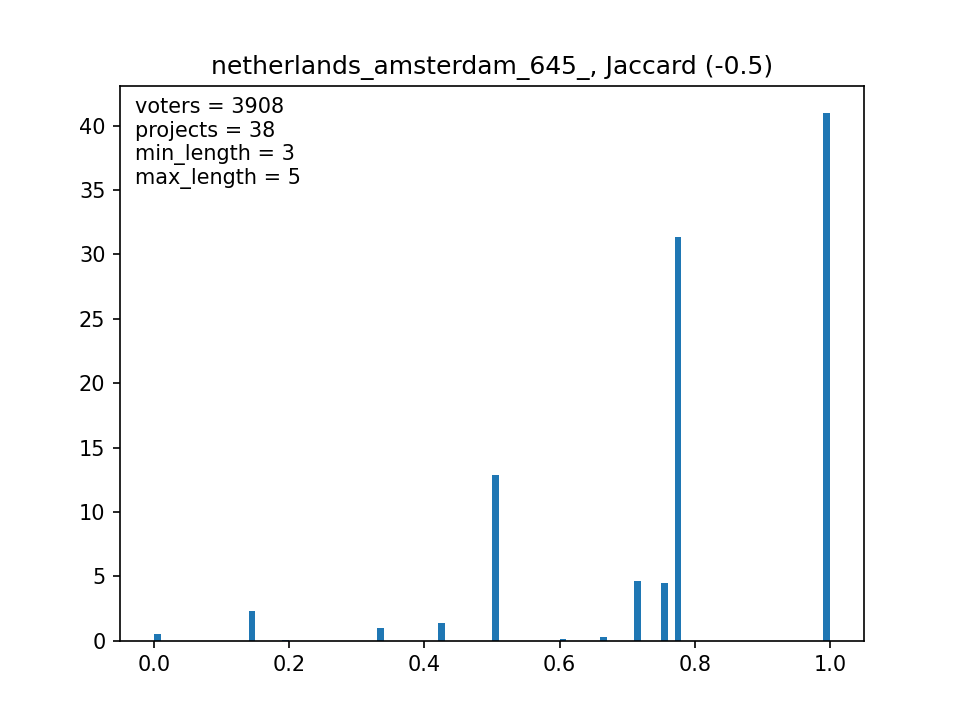 netherlands_amsterdam_645_, Jaccard (-0.5)
voters = 3908
projects = 38
min_length = 3
max_length = 5
40
35
30
25
20
15
10
5
0
0.0 0.2 0.4 0.6 0.8 1.0